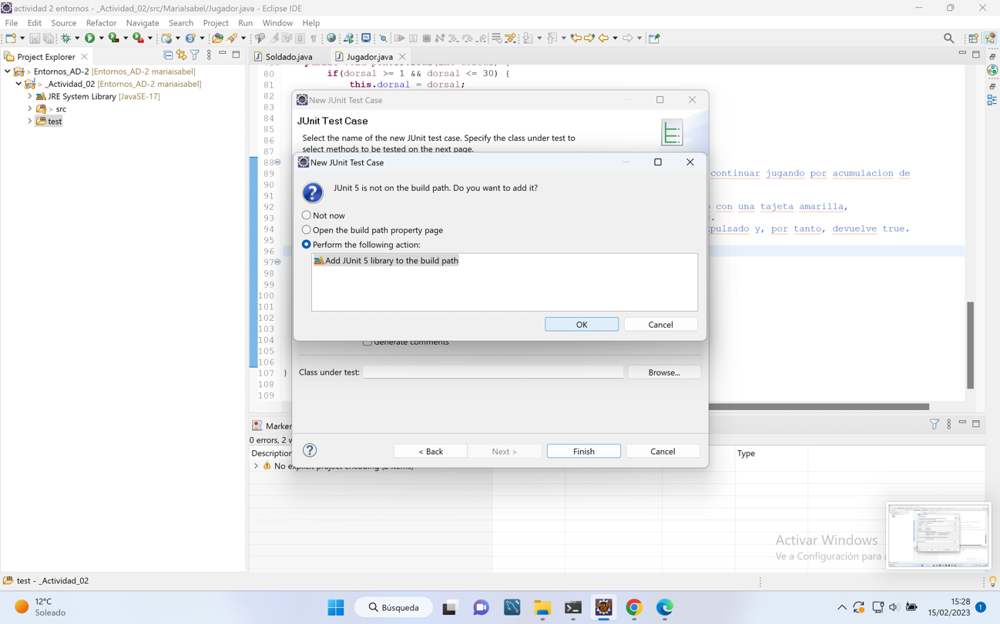 actividad 2 entornos - _Actividad_02/src/MariaIsabel/Jugador.java - Eclipse IDE
File Edit Source Refactor Navigate Search Project Run Window Help
Project Explorer
Entornos_AD-2 [Entornos_AD-2 mariaisabel]
> _Actividad_02 [Entornos_AD-2 mariaisabel]
JRE System Library [JavaSE-17]
> src
test
Soldado.java Jugador.java
80 if(dorsal >= 1 && dorsal <= 30) {
81 this.dorsal = dorsal;
82
83
84
85
86
87
88 continuar jugando por acumulacion de
89
90
91
92 con una tajeta amarilla,
93
94 pulsado y, por tanto, devuelve true.
95
96
97
98
99
100
101
102
103
104
105
106
107 }
108
109
New JUnit Test Case
JUnit Test Case
Select the name of the new JUnit test case. Specify the class under test to
select methods to be tested on the next page.
New JUnit Test Case
JUnit 5 is not on the build path. Do you want to add it?
Not now
Open the build path property page
Perform the following action:
Add JUnit 5 library to the build path
OK Cancel
Generate comments
Class under test: Browse...
? < Back Next > Finish Cancel
Marker
0 errors, 2 w
Description Type
No explicit project encoding (2 items)
Activar Windows
Ve a Configuración para
test - _Actividad_02
12°C
Soleado
Búsqueda
15:28
15/02/2023
1